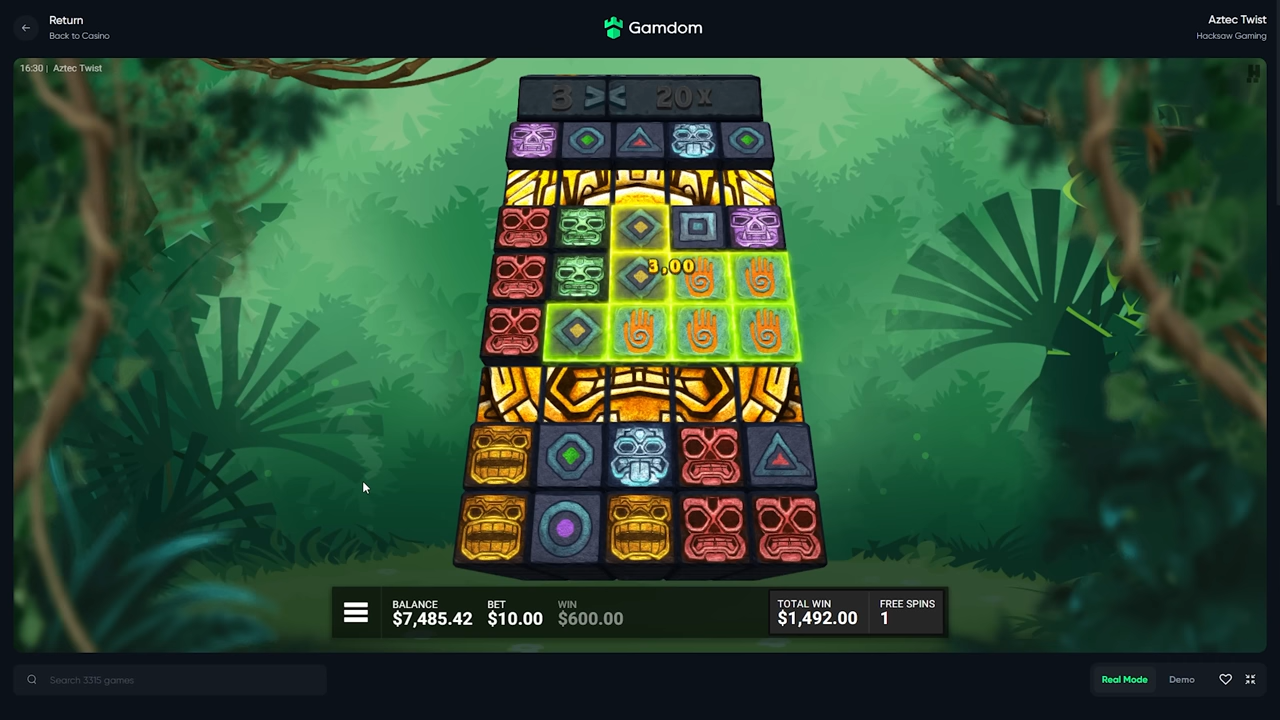 Return
Back to Casino
Gamdom
Aztec Twist
Hacksaw Gaming
16:30 | Aztec Twist
3 >< 20x
3,00
BALANCE
$7,485.42
BET
$10.00
WIN
$600.00
TOTAL WIN
$1,492.00
FREE SPINS
1
Search 3315 games
Real Mode
Demo